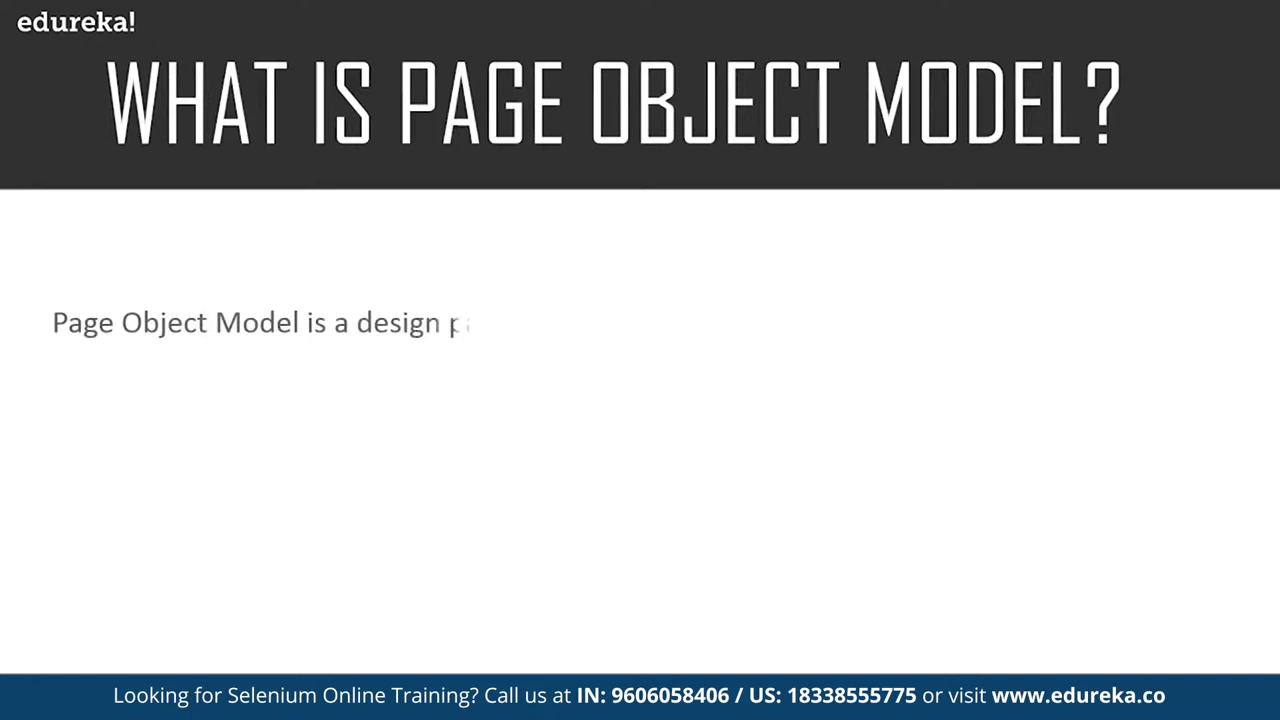 edureka!
WHAT IS PAGE OBJECT MODEL?
Page Object Model is a design
Looking for Selenium Online Training? Call us at IN: 9606058406 / US: 18338555775 or visit www.edureka.co